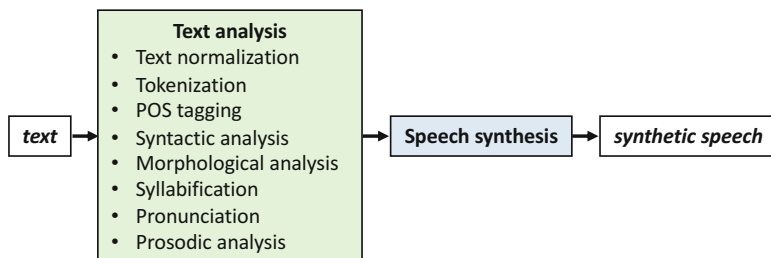 Text analysis
• Text normalization
• Tokenization
• POS tagging
• Syntactic analysis
• Morphological analysis
• Syllabification
• Pronunciation
• Prosodic analysis
text
Speech synthesis
synthetic speech